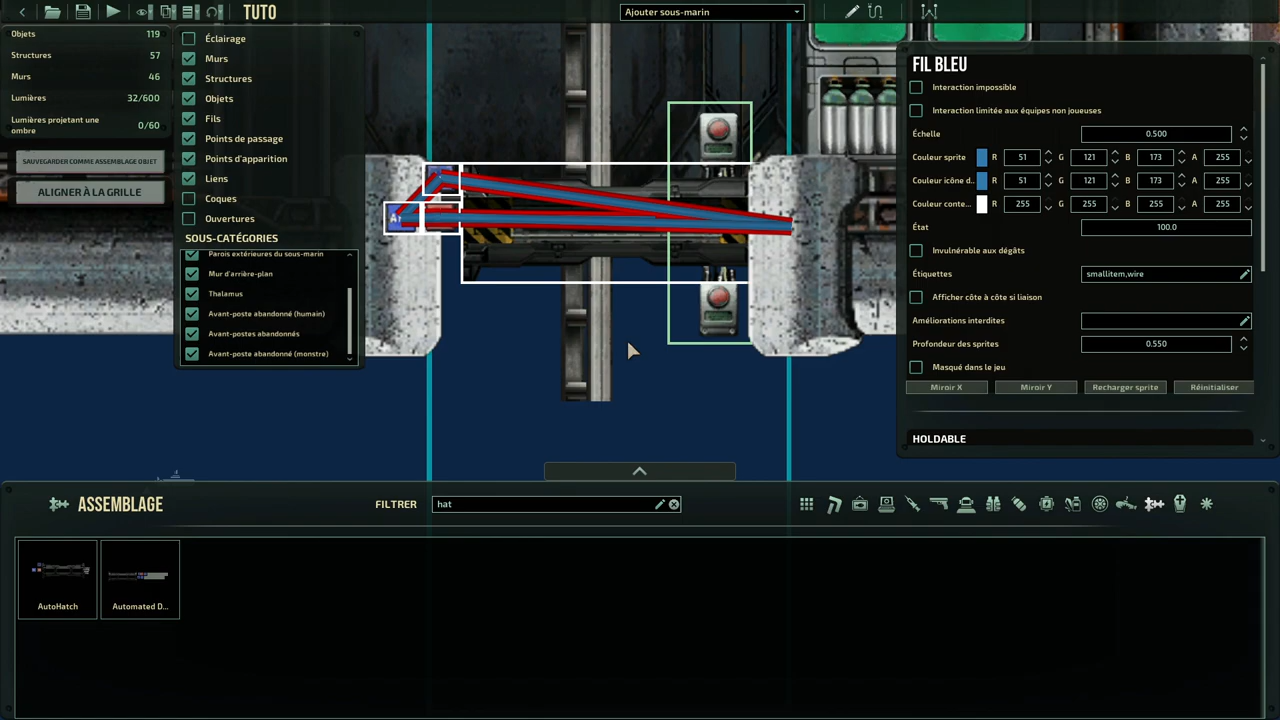 TUTO
Ajouter sous-marin
Objets 119
Structures 57
Murs 46
Lumières 32/600
Lumières projetant une ombre 0/60
SAUVEGARDER COMME ASSEMBLAGE OBJET
ALIGNER À LA GRILLE
Éclairage
Murs
Structures
Objets
Fils
Points de passage
Points d'apparition
Liens
Coques
Ouvertures
SOUS-CATÉGORIES
Parois extérieures du sous-marin
Mur d'arrière-plan
Thalamus
Avant-poste abandonné (humain)
Avant-postes abandonnés
Avant-poste abandonné (monstre)
FIL BLEU
Interaction impossible
Interaction limitée aux équipes non joueuses
Échelle 0.500
Couleur sprite R 51 G 121 B 173 A 255
Couleur icône d.. R 51 G 121 B 173 A 255
Couleur conte... R 255 G 255 B 255 A 255
État 100.0
Invulnérable aux dégâts
Étiquettes smallitem,wire
Afficher côte à côte si liaison
Améliorations interdites
Profondeur des sprites 0.550
Masqué dans le jeu
Miroir X Miroir Y Recharger sprite Réinitialiser
HOLDABLE
ASSEMBLAGE
FILTRER hat
AutoHatch
Automated D...